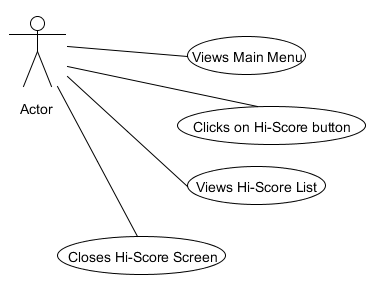 Views Main Menu
Clicks on Hi-Score button
Actor
Views Hi-Score List
Closes Hi-Score Screen